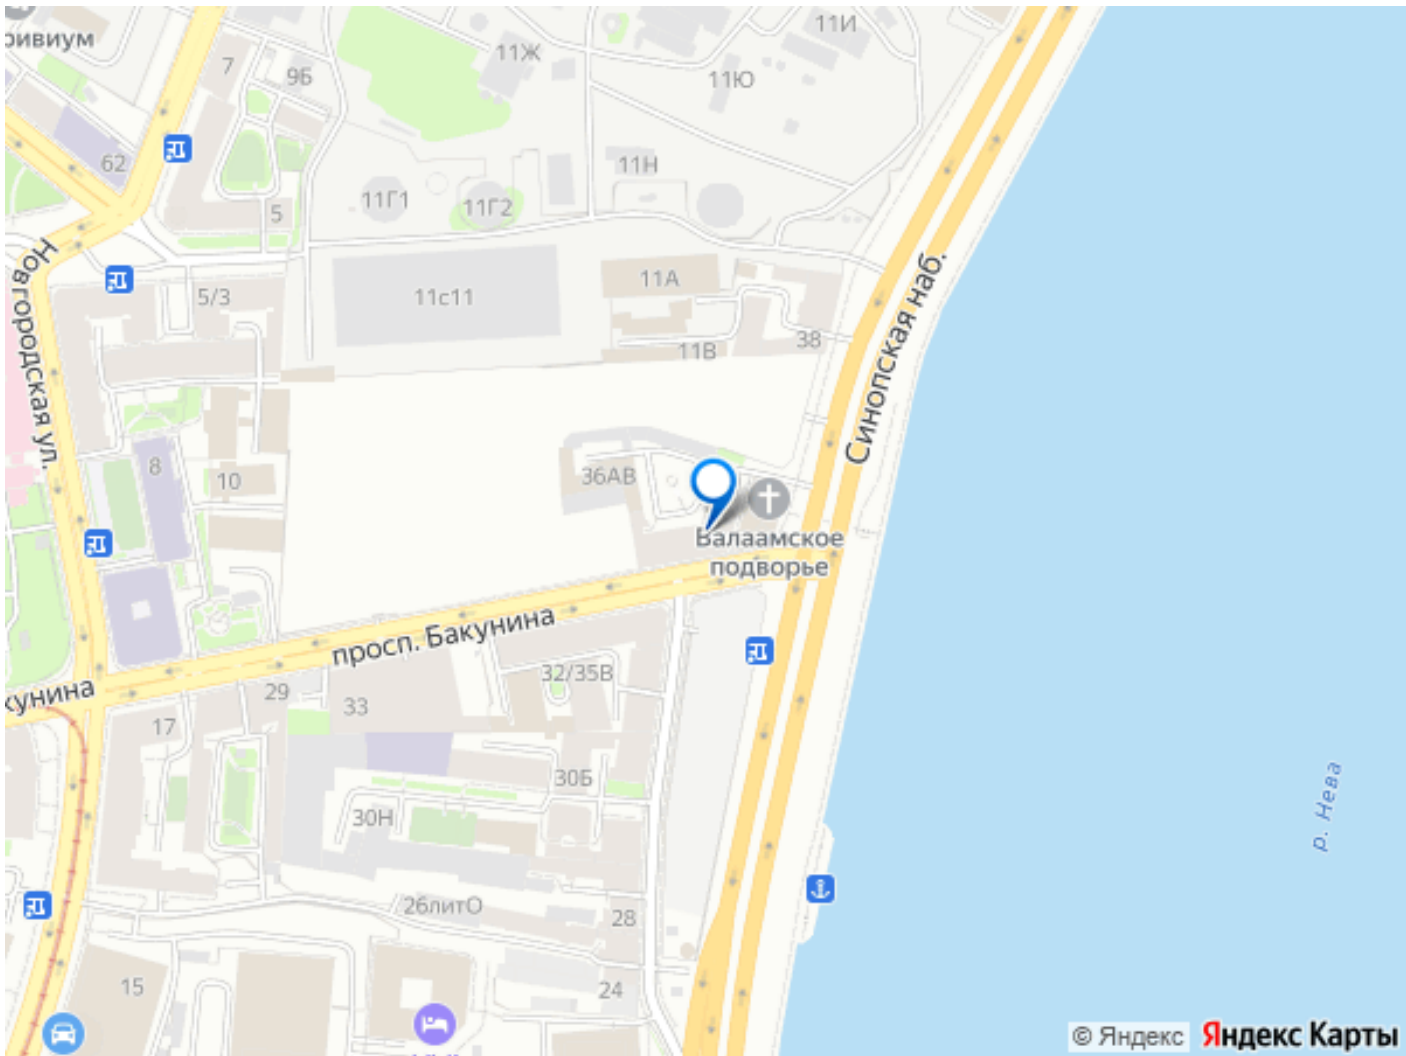 11И
ривиум
11Ж
7
9Б
11Ю
62
11Н
11Г1
11Г2
5
Новгородская ул.
5/3
11с11
11А
Синопская наб.
11В
38
8
10
36АВ
Валаамское
подворье
просп. Бакунина
32/35В
кунина
29
33
17
30Б
р. Нева
30Н
26литО
28
15
24
© Яндекс
Яндекс Карты